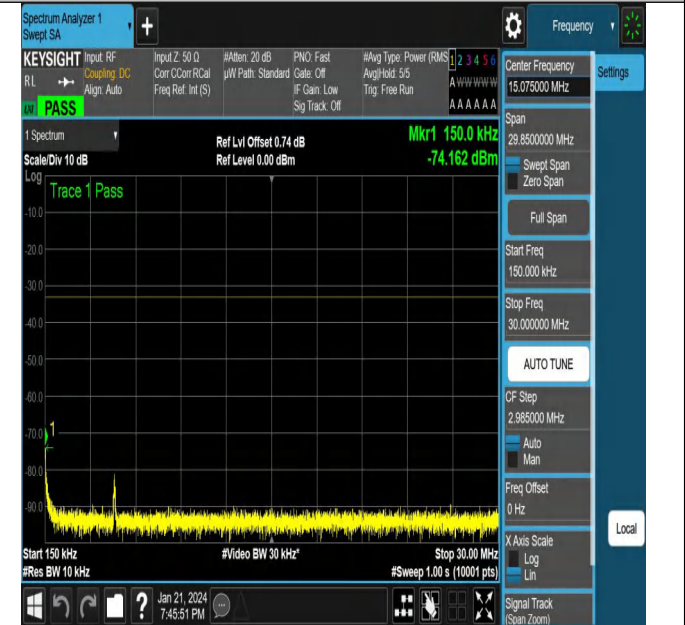 Spectrum Analyzer 1
Swept SA
+
Frequency
KEYSIGHT
RL
Input: RF
Coupling: DC
Align: Auto
Input Z: 50 Ω
Corr CCorr RCal
Freq Ref: Int (S)
#Atten: 20 dB
µW Path: Standard
PNO: Fast
Gate: Off
IF Gain: Low
Sig Track: Off
#Avg Type: Power (RMS
Avg|Hold: 5/5
Trig: Free Run
1 2 3 4 5 6
A W W W W W
A A A A A A
LXI
PASS
1 Spectrum
Scale/Div 10 dB
Ref Lvl Offset 0.74 dB
Ref Level 0.00 dBm
Mkr1 150.0 kHz
-74.162 dBm
Log
Trace 1 Pass
-10.0
-20.0
-30.0
-40.0
-50.0
-60.0
-70.0
-80.0
-90.0
1
Start 150 kHz
#Res BW 10 kHz
#Video BW 30 kHz*
Stop 30.00 MHz
#Sweep 1.00 s (10001 pts)
?
Jan 21, 2024
7:45:51 PM
Center Frequency
15.075000 MHz
Settings
Span
29.8500000 MHz
Swept Span
Zero Span
Full Span
Start Freq
150.000 kHz
Stop Freq
30.000000 MHz
AUTO TUNE
CF Step
2.985000 MHz
Auto
Man
Freq Offset
0 Hz
X Axis Scale
Log
Lin
Local
Signal Track
(Span Zoom)